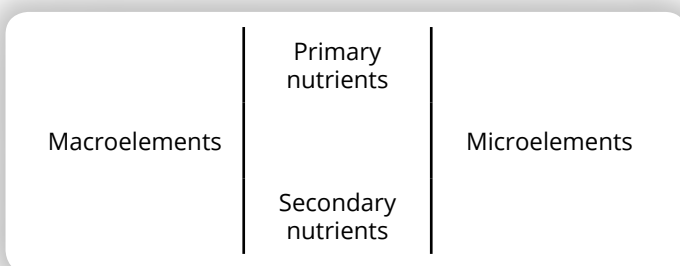 Primary
nutrients
Macroelements
Microelements
Secondary
nutrients